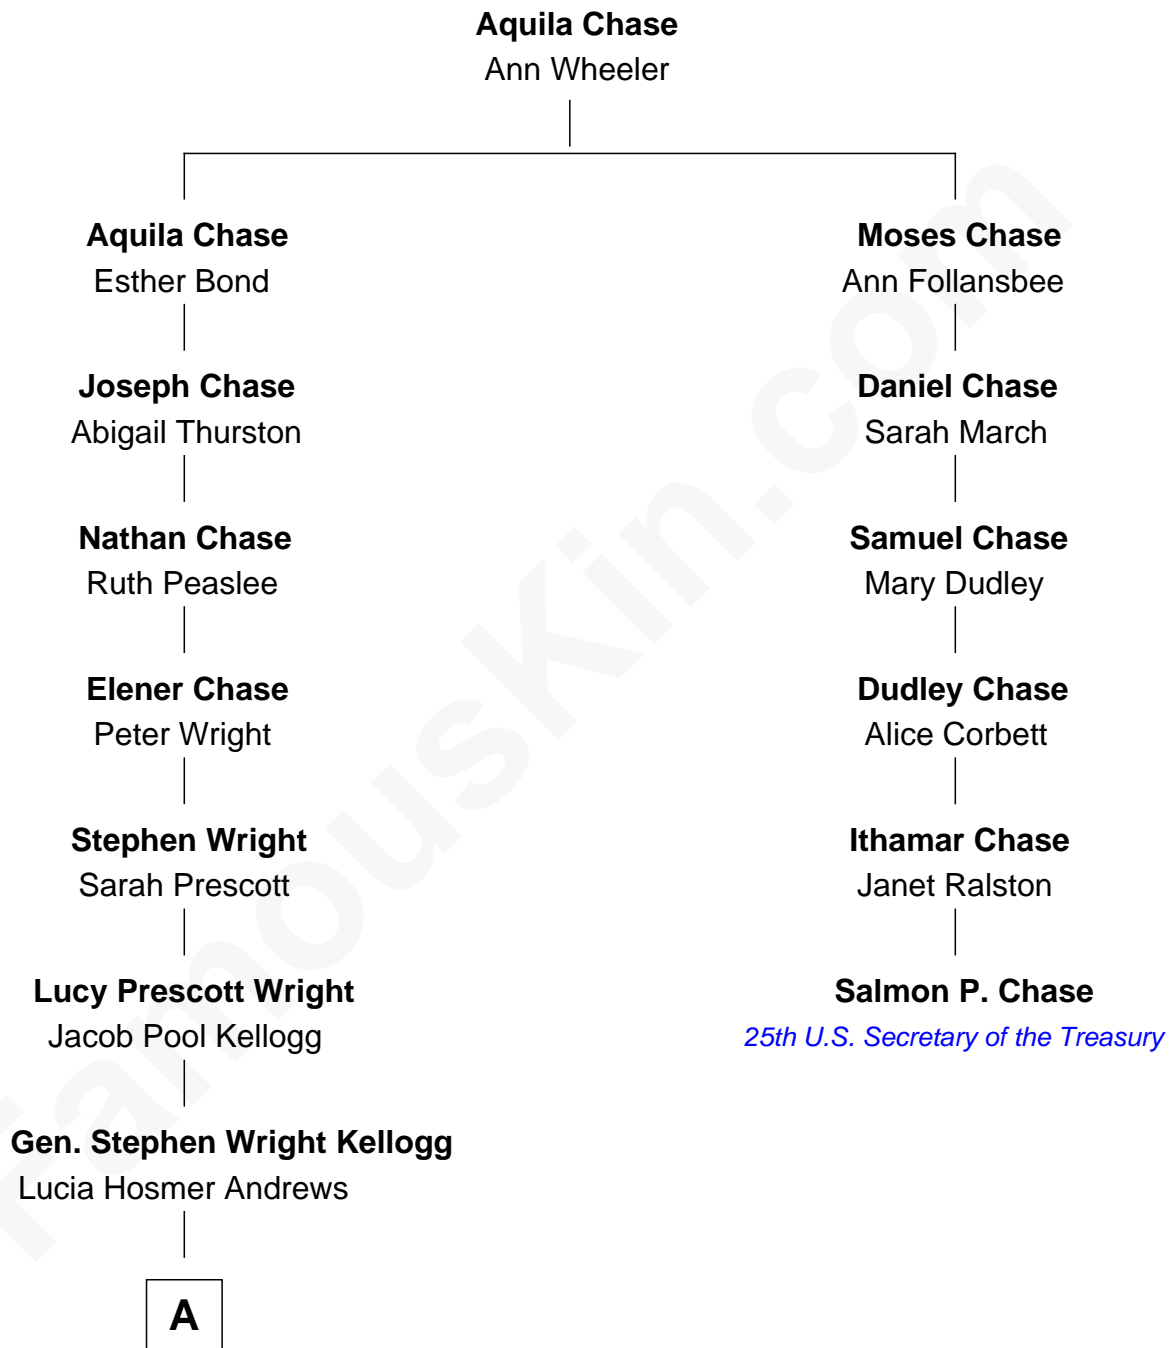 Aquila Chase
Ann Wheeler
Aquila Chase
Esther Bond
Moses Chase
Ann Follansbee
Joseph Chase
Abigail Thurston
Daniel Chase
Sarah March
Nathan Chase
Ruth Peaslee
Samuel Chase
Mary Dudley
Elener Chase
Peter Wright
Dudley Chase
Alice Corbett
Stephen Wright
Sarah Prescott
Ithamar Chase
Janet Ralston
Lucy Prescott Wright
Jacob Pool Kellogg
Salmon P. Chase
25th U.S. Secretary of the Treasury
Gen. Stephen Wright Kellogg
Lucia Hosmer Andrews
A
FamousKin.com